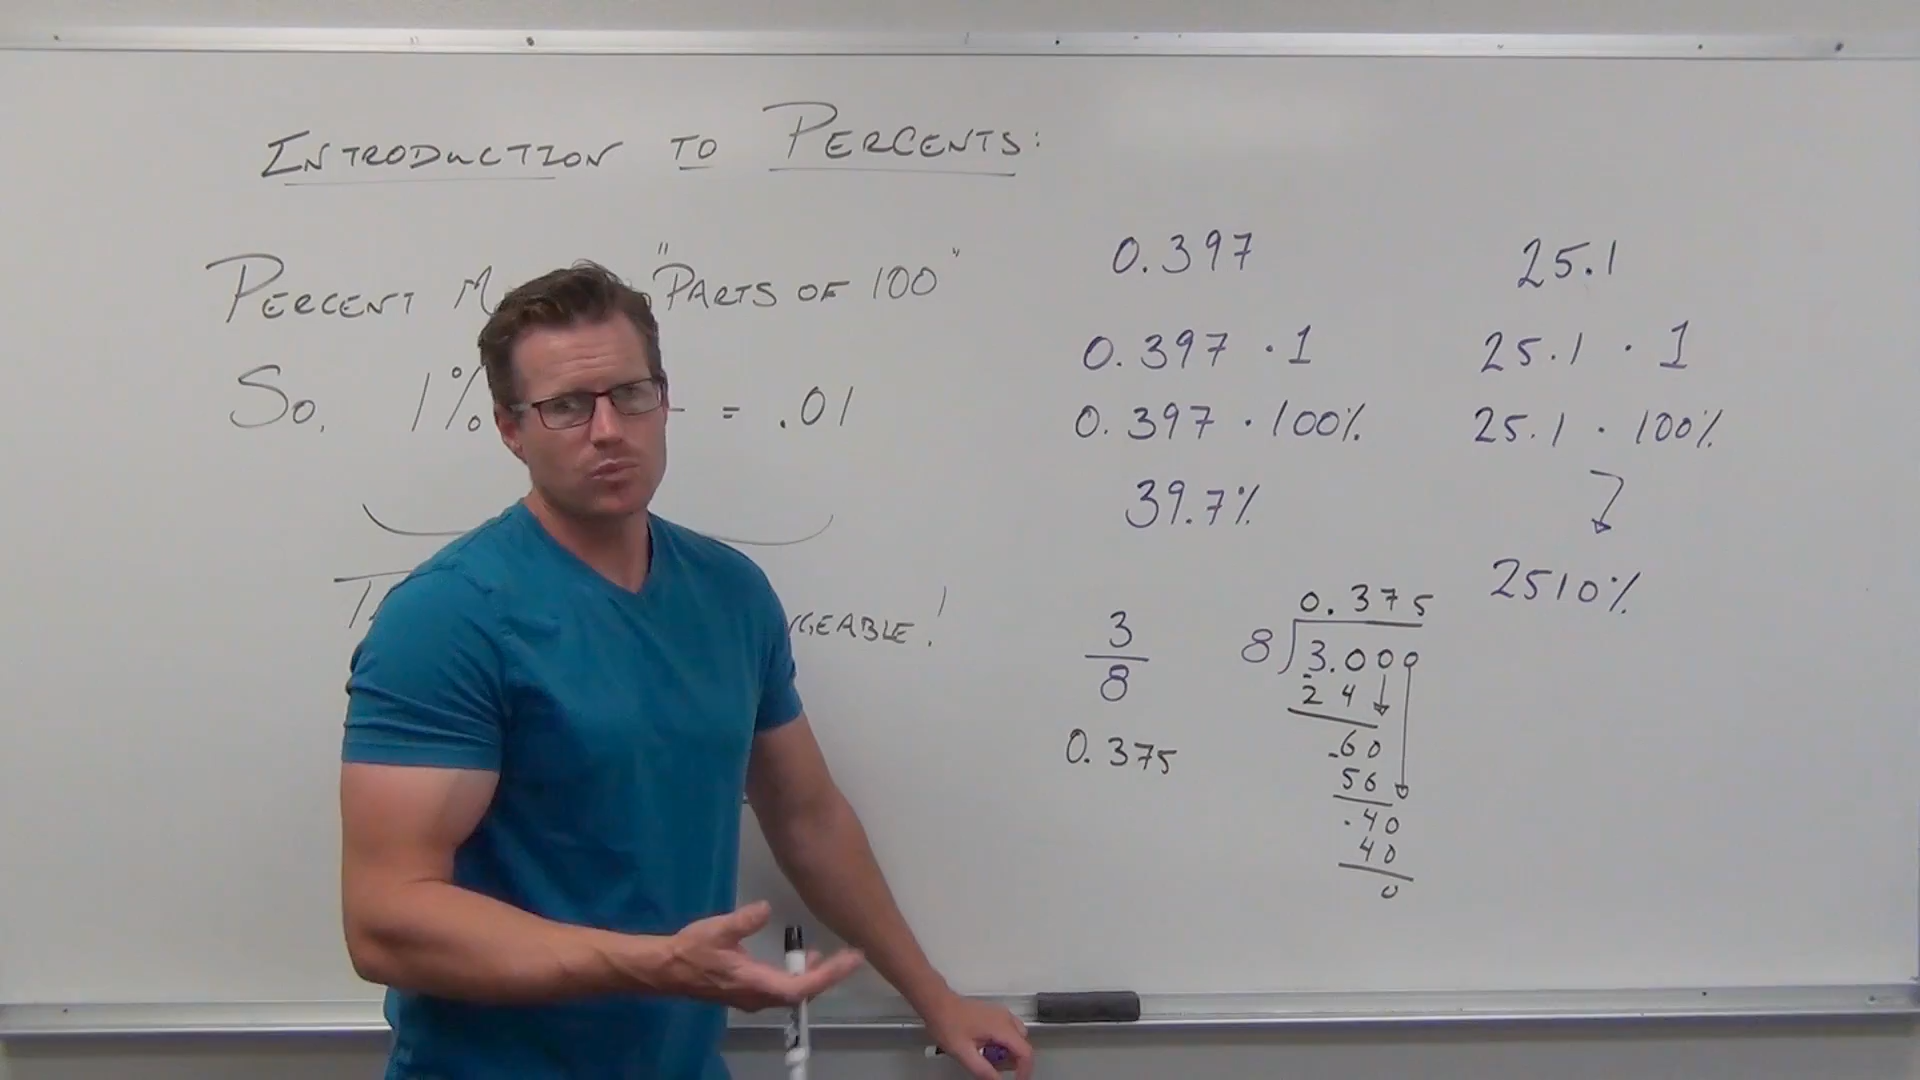 INTRODUCTION TO PERCENTS:
PERCENT M "PARTS OF 100"
So, 1% = .01
GEABLE!
0.397
0.397 · 1
0.397 · 100%
39.7%
25.1
25.1 · 1
25.1 · 100%
2510%
3
8
0.375
0.375
8 3.000
24
-60
56
-40
40
0